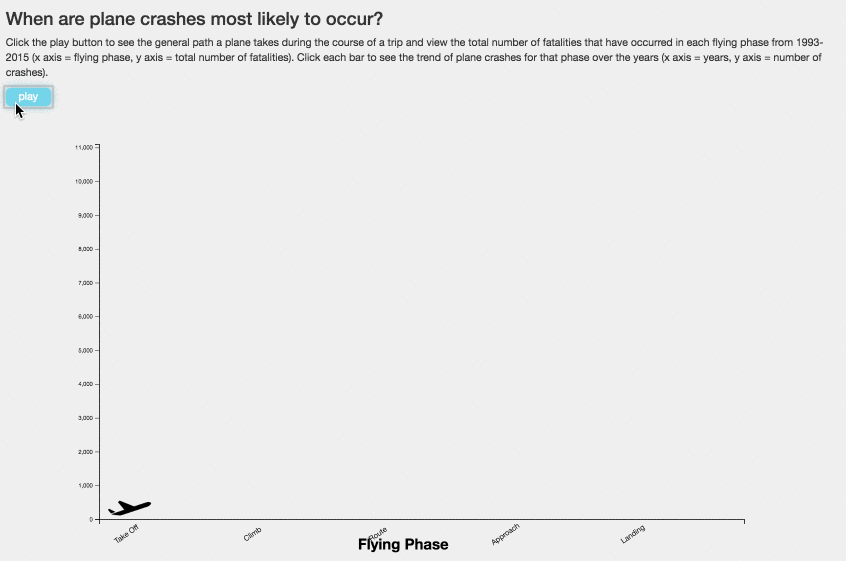 When are plane crashes most likely to occur?
Click the play button to see the general path a plane takes during the course of a trip and view the total number of fatalities that have occurred in each flying phase from 1993-
2015 (x axis = flying phase, y axis = total number of fatalities). Click each bar to see the trend of plane crashes for that phase over the years (x axis = years, y axis = number of
crashes).
play
11,000
10,000
9,000
8,000
7,000
6,000
5,000
4,000
3,000
2,000
1,000
0
Take Off
Climb
Route
Approach
Landing
Flying Phase